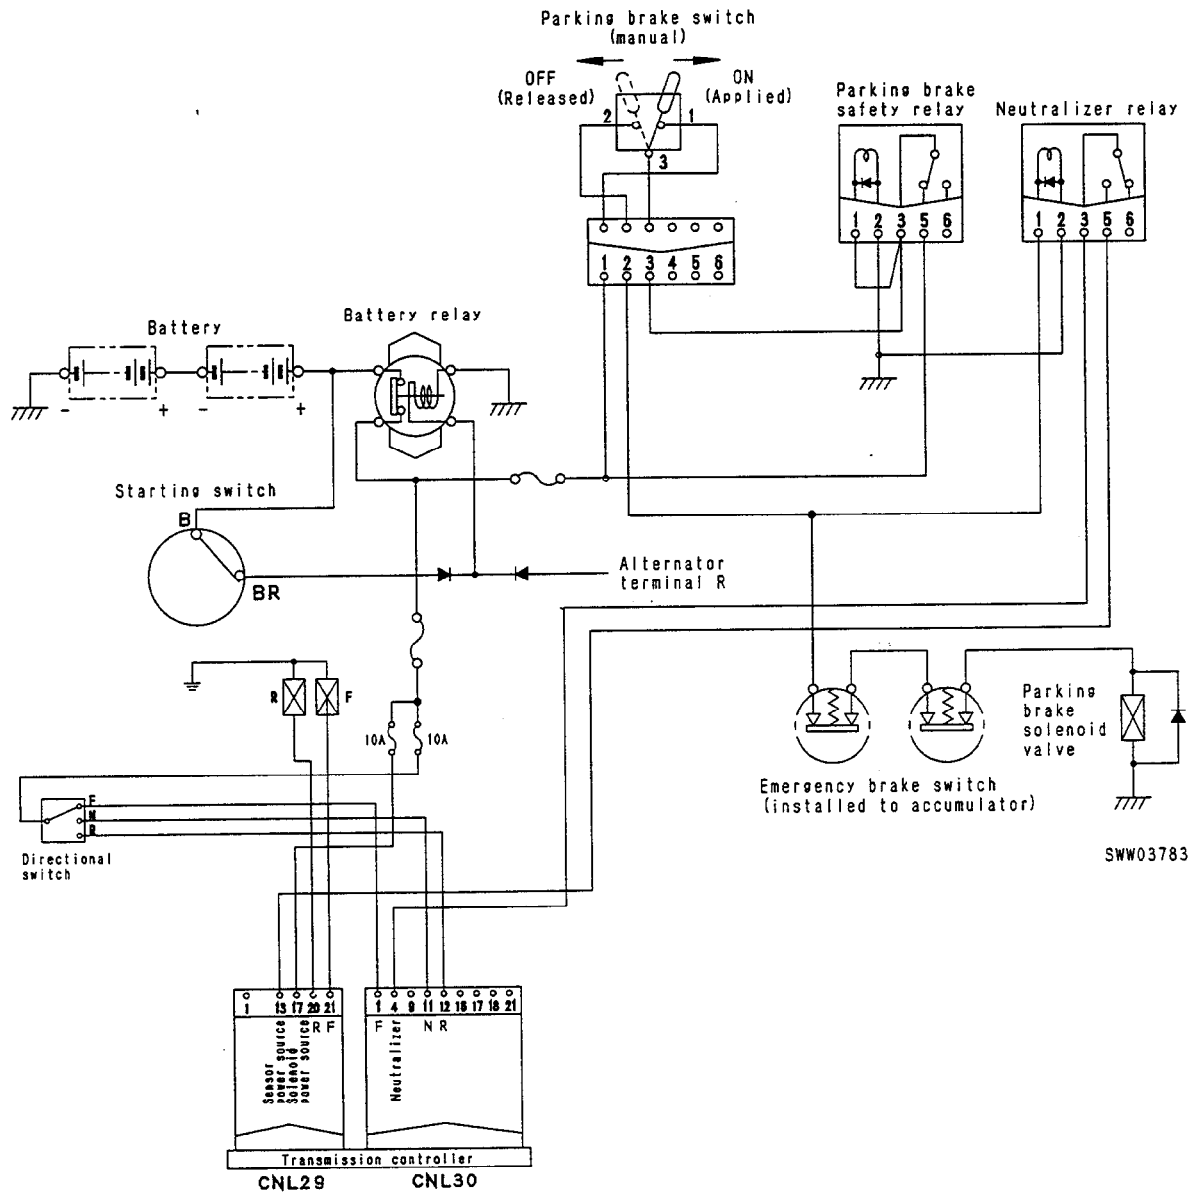 Parking brake switch
(manual)
OFF
(Released)
ON
(Applied)
2
1
3
Parking brake
safety relay
Neutralizer relay
1 2 3 5 6
1 2 3 5 6
1 2 3 4 5 6
Battery
Battery relay
- + - +
Starting switch
B
BR
Alternator
terminal R
R
F
10A
10A
Parking
brake
solenoid
valve
Emergency brake switch
(installed to accumulator)
F
N
R
Directional
switch
SWW03783
1 13 17 20 21
1 4 9 11 12 16 17 18 21
R F
F N R
Sensor
power source
Solenoid
power source
Neutralizer
Transmission controller
CNL29
CNL30